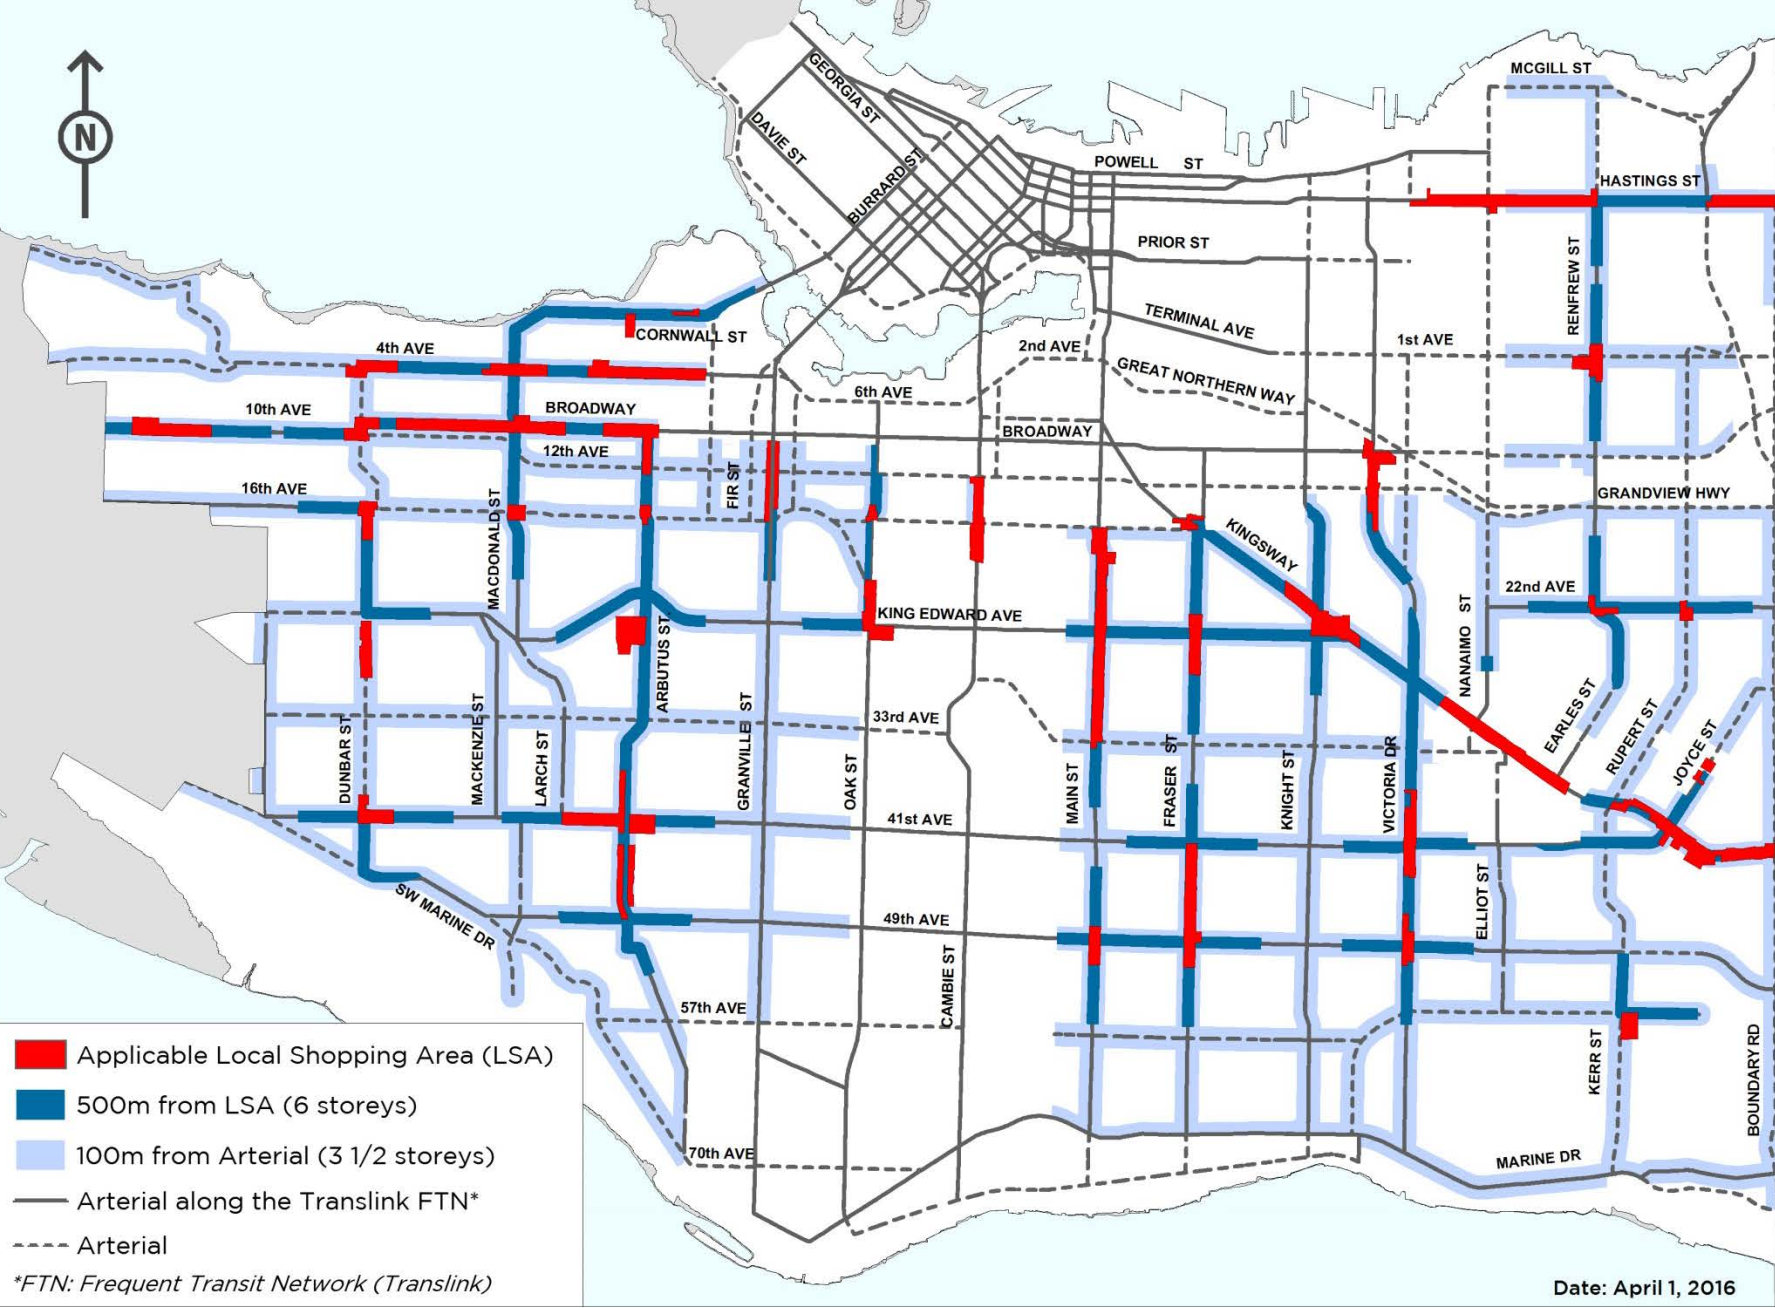 MCGILL ST
GEORGIA ST
DAVIE ST
BURRARD ST
POWELL ST
HASTINGS ST
N
PRIOR ST
RENFREW ST
TERMINAL AVE
CORNWALL ST
4th AVE
2nd AVE
1st AVE
GREAT NORTHERN WAY
6th AVE
10th AVE
BROADWAY
BROADWAY
12th AVE
FIR ST
16th AVE
GRANDVIEW HWY
MACDONALD ST
KINGSWAY
22nd AVE
KING EDWARD AVE
NANAIMO ST
ARBUTUS ST.
33rd AVE
EARLES ST
RUPERT ST
JOYCE ST
DUNBAR ST
MACKENZIE ST
LARCH ST
GRANVILLE ST
OAK ST
MAIN ST
FRASER ST
KNIGHT ST
VICTORIA DR
41st AVE
SW MARINE DR
49th AVE
ELLIOT ST
CAMBIE ST
57th AVE
KERR ST
BOUNDARY RD
70th AVE
MARINE DR
Applicable Local Shopping Area (LSA)
500m from LSA (6 storeys)
100m from Arterial (3 1/2 storeys)
Arterial along the Translink FTN*
Arterial
*FTN: Frequent Transit Network (Translink)
Date: April 1, 2016